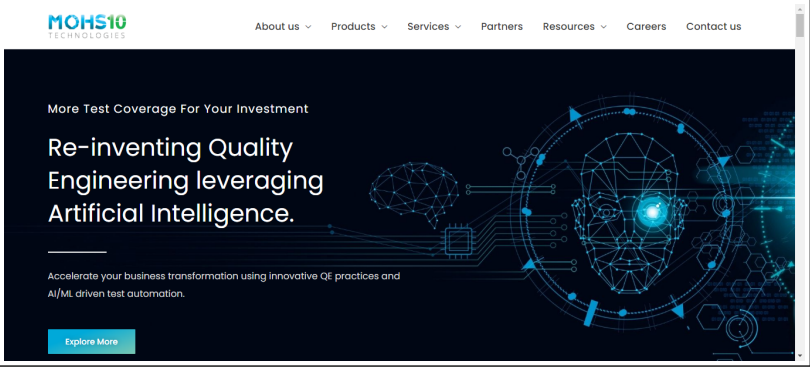 MOHS10
TECHNOLOGIES
About us Products Services Partners Resources Careers Contact us
More Test Coverage For Your Investment
Re-inventing Quality
Engineering leveraging
Artificial Intelligence.
Accelerate your business transformation using innovative QE practices and
AI/ML driven test automation.
Explore More